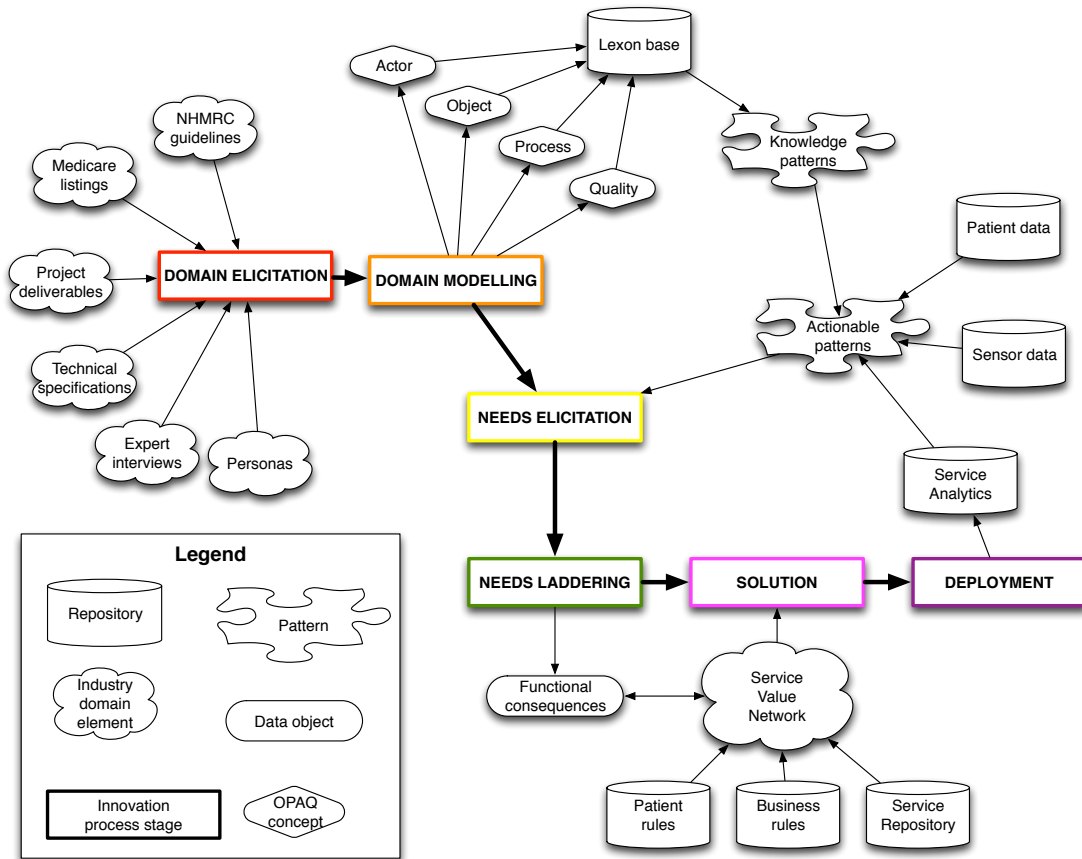 Lexon base
Actor
Object
Process
Quality
NHMRC
guidelines
Medicare
listings
Project
deliverables
Technical
specifications
Expert
interviews
Personas
DOMAIN ELICITATION
DOMAIN MODELLING
Knowledge
patterns
Patient data
Actionable
patterns
Sensor data
NEEDS ELICITATION
Service
Analytics
NEEDS LADDERING
SOLUTION
DEPLOYMENT
Functional
consequences
Service
Value
Network
Patient
rules
Business
rules
Service
Repository
Legend
Repository
Pattern
Industry
domain
element
Data object
Innovation
process stage
OPAQ
concept